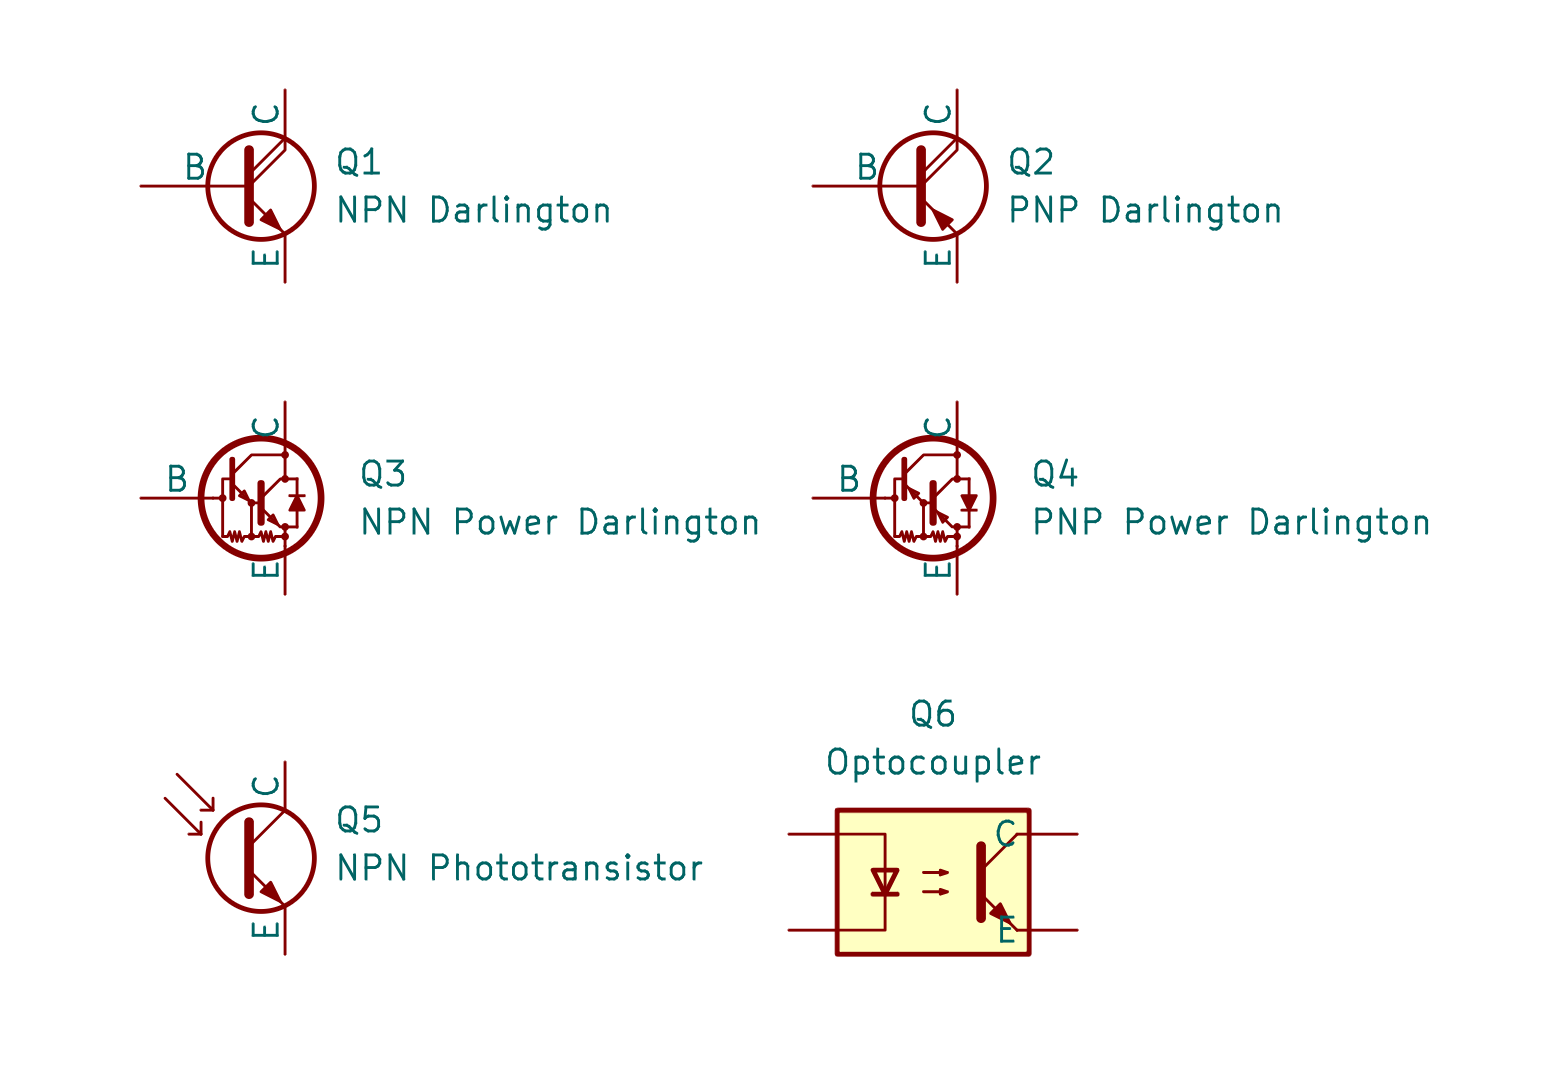 C
B
Q1
NPN Darlington
E
C
B
Q2
PNP Darlington
E
C
B
Q3
NPN Power Darlington
E
C
B
Q4
PNP Power Darlington
E
C
Q5
NPN Phototransistor
E
Q6
Optocoupler
C
E